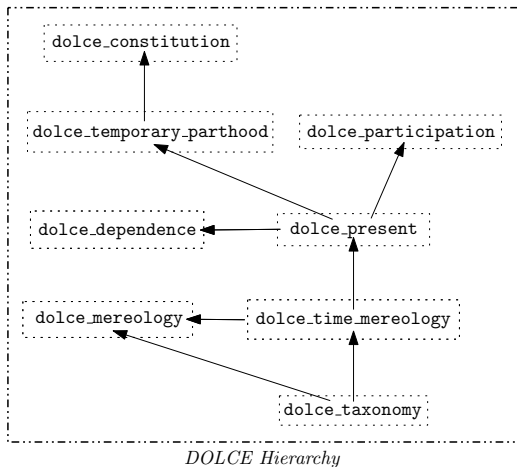 dolce_constitution
dolce_temporary_parthood
dolce_participation
dolce_dependence
dolce_present
dolce_mereology
dolce_time_mereology
dolce_taxonomy
DOLCE Hierarchy